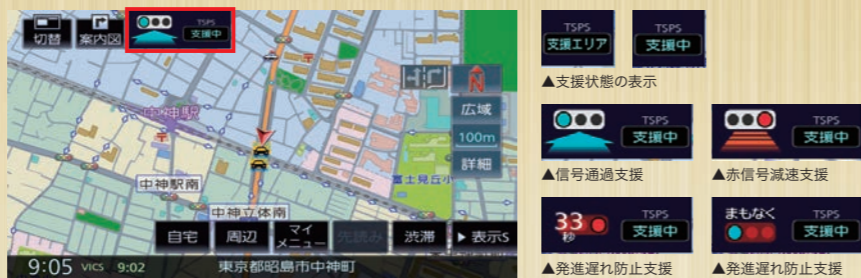 切替
案内図
TSPS
支援中
中神駅
広域
100m
詳細
富士見丘小
中神駅南
中神立体南
自宅
周辺
マイ
メニュー
先読み
渋滞
▶表示S
9:05 VICS 9:02
東京都昭島市中神町
TSPS
支援エリア
TSPS
支援中
▲支援状態の表示
TSPS
支援中
▲信号通過支援
TSPS
支援中
▲赤信号減速支援
33
秒
TSPS
支援中
▲発進遅れ防止支援
まもなく
TSPS
支援中
▲発進遅れ防止支援